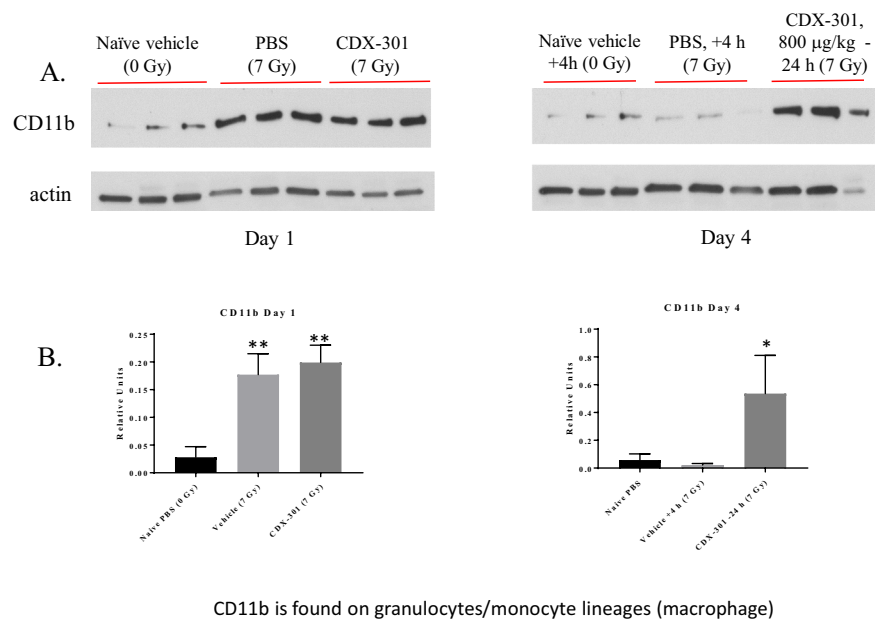 A.
Naïve vehicle
(0 Gy)
PBS
(7 Gy)
CDX-301
(7 Gy)
CD11b
actin
Day 1
Naïve vehicle
+4h (0 Gy)
PBS, +4 h
(7 Gy)
CDX-301,
800 µg/kg -
24 h (7 Gy)
Day 4
B.
CD11b Day 1
Relative Units
0.25
0.20
0.15
0.10
0.05
0.00
**
**
Naive PBS (0 Gy)
Vehicle (7 Gy)
CDX-301 (7 Gy)
CD11b Day 4
Relative Units
1.0
0.8
0.6
0.4
0.2
0.0
*
Naive PBS
Vehicle +4 h (7 Gy)
CDX-301 -24 h (7 Gy)
CD11b is found on granulocytes/monocyte lineages (macrophage)